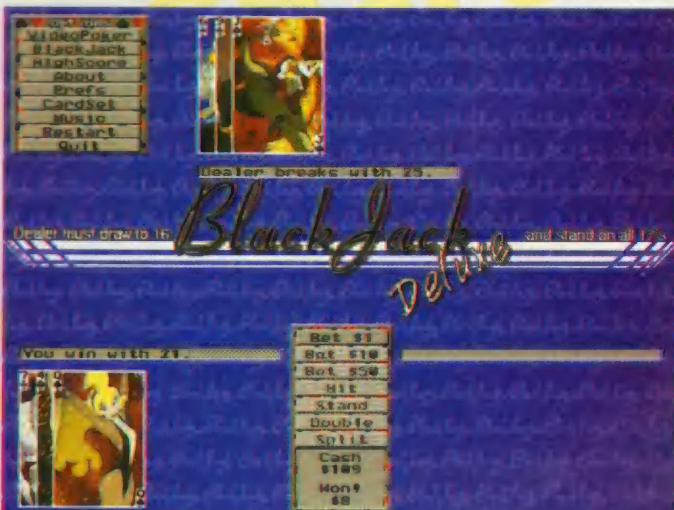 VideoPoker
BlackJack
HighScore
About
Prefs
CardSet
Music
Restart
Quit
Dealer breaks with 25.
BlackJack
Deluxe
Dealer must draw to 16
and stand on all 17's
You win with 21.
Bet $1
Bet $10
Bet $50
Hit
Stand
Double
Split
Cash
$109
Won!
$8